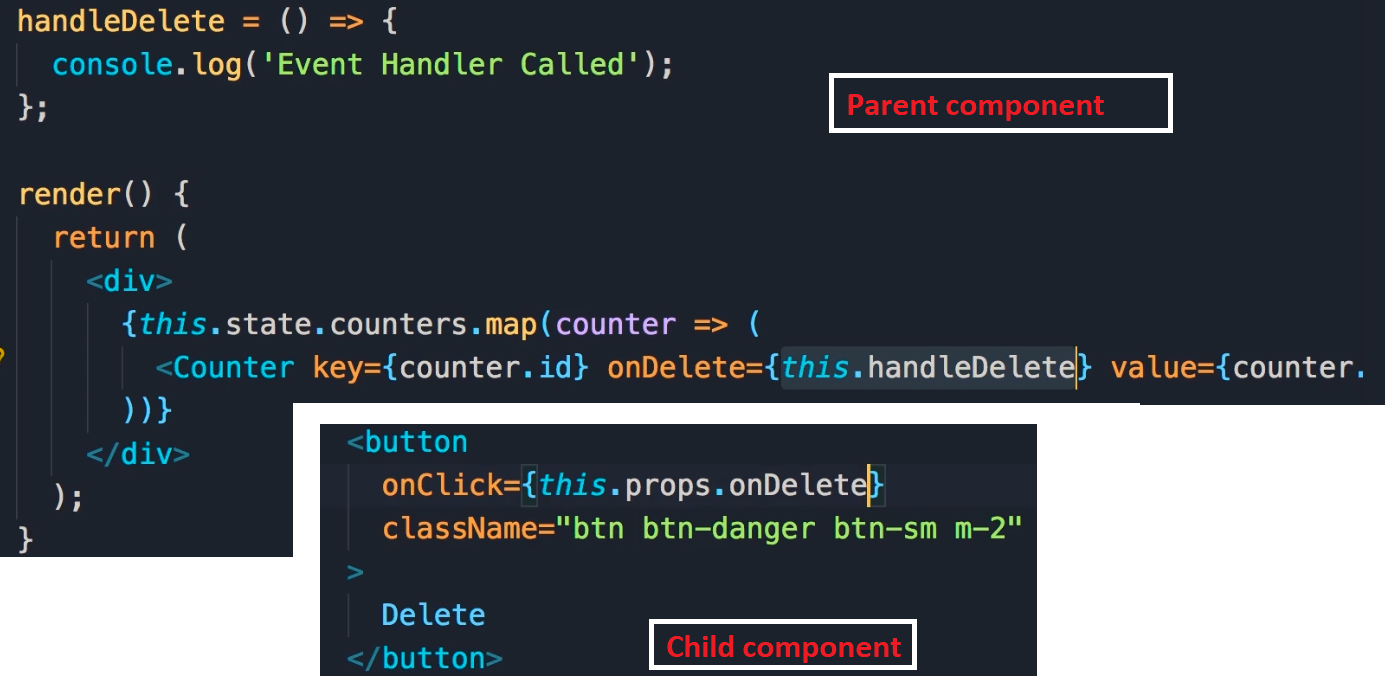 handleDelete = () => {
console.log('Event Handler Called');
};
Parent component
render() {
return (
<div>
{this.state.counters.map(counter => (
<Counter key={counter.id} onDelete={this.handleDelete} value={counter.
))}
</div>
);
}
<button
onClick={this.props.onDelete}
className="btn btn-danger btn-sm m-2"
>
Delete
</button>
Child component